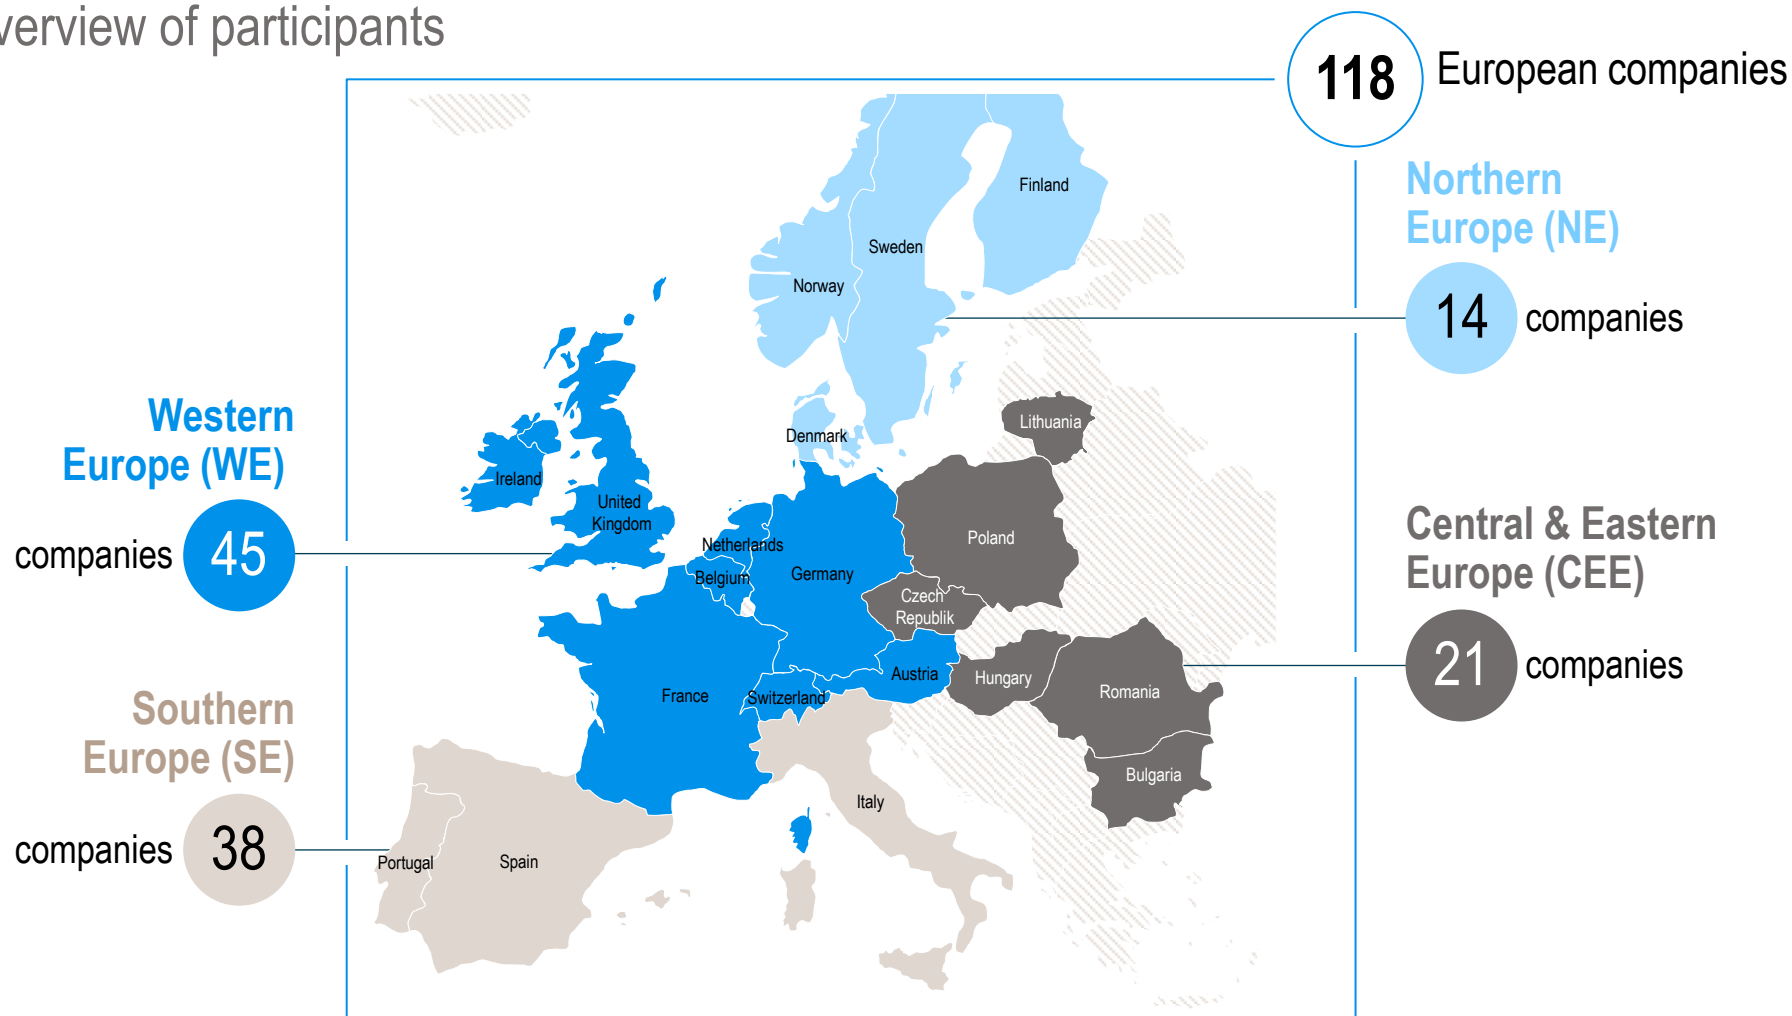 verview of participants
118 European companies
Northern
Europe (NE)
14 companies
Western
Europe (WE)
companies 45
Central & Eastern
Europe (CEE)
21 companies
Southern
Europe (SE)
companies 38
Finland
Sweden
Norway
Denmark
Lithuania
Ireland
United
Kingdom
Netherlands
Belgium
Germany
Poland
Czech
Republik
Austria
Hungary
France
Switzerland
Romania
Bulgaria
Italy
Portugal
Spain